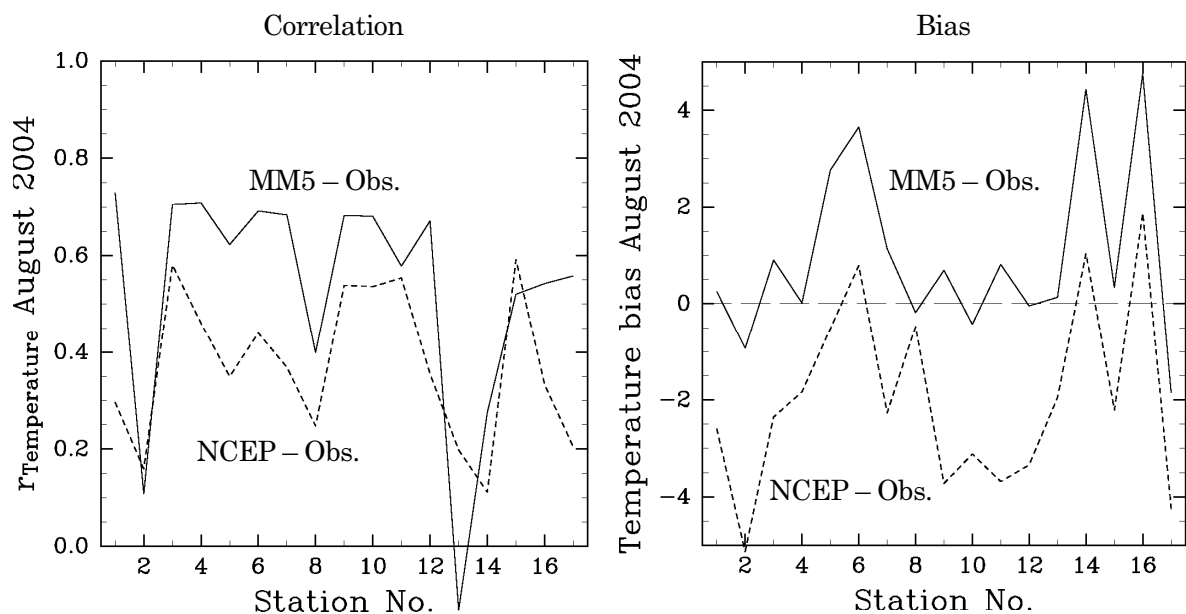 Correlation
1.0
0.8
0.6
0.4
0.2
0.0
2 4 6 8 10 12 14 16
rTemperature August 2004
MM5 – Obs.
NCEP – Obs.
Station No.
Bias
4
2
0
−2
−4
2 4 6 8 10 12 14 16
Temperature bias August 2004
MM5 – Obs.
NCEP – Obs.
Station No.